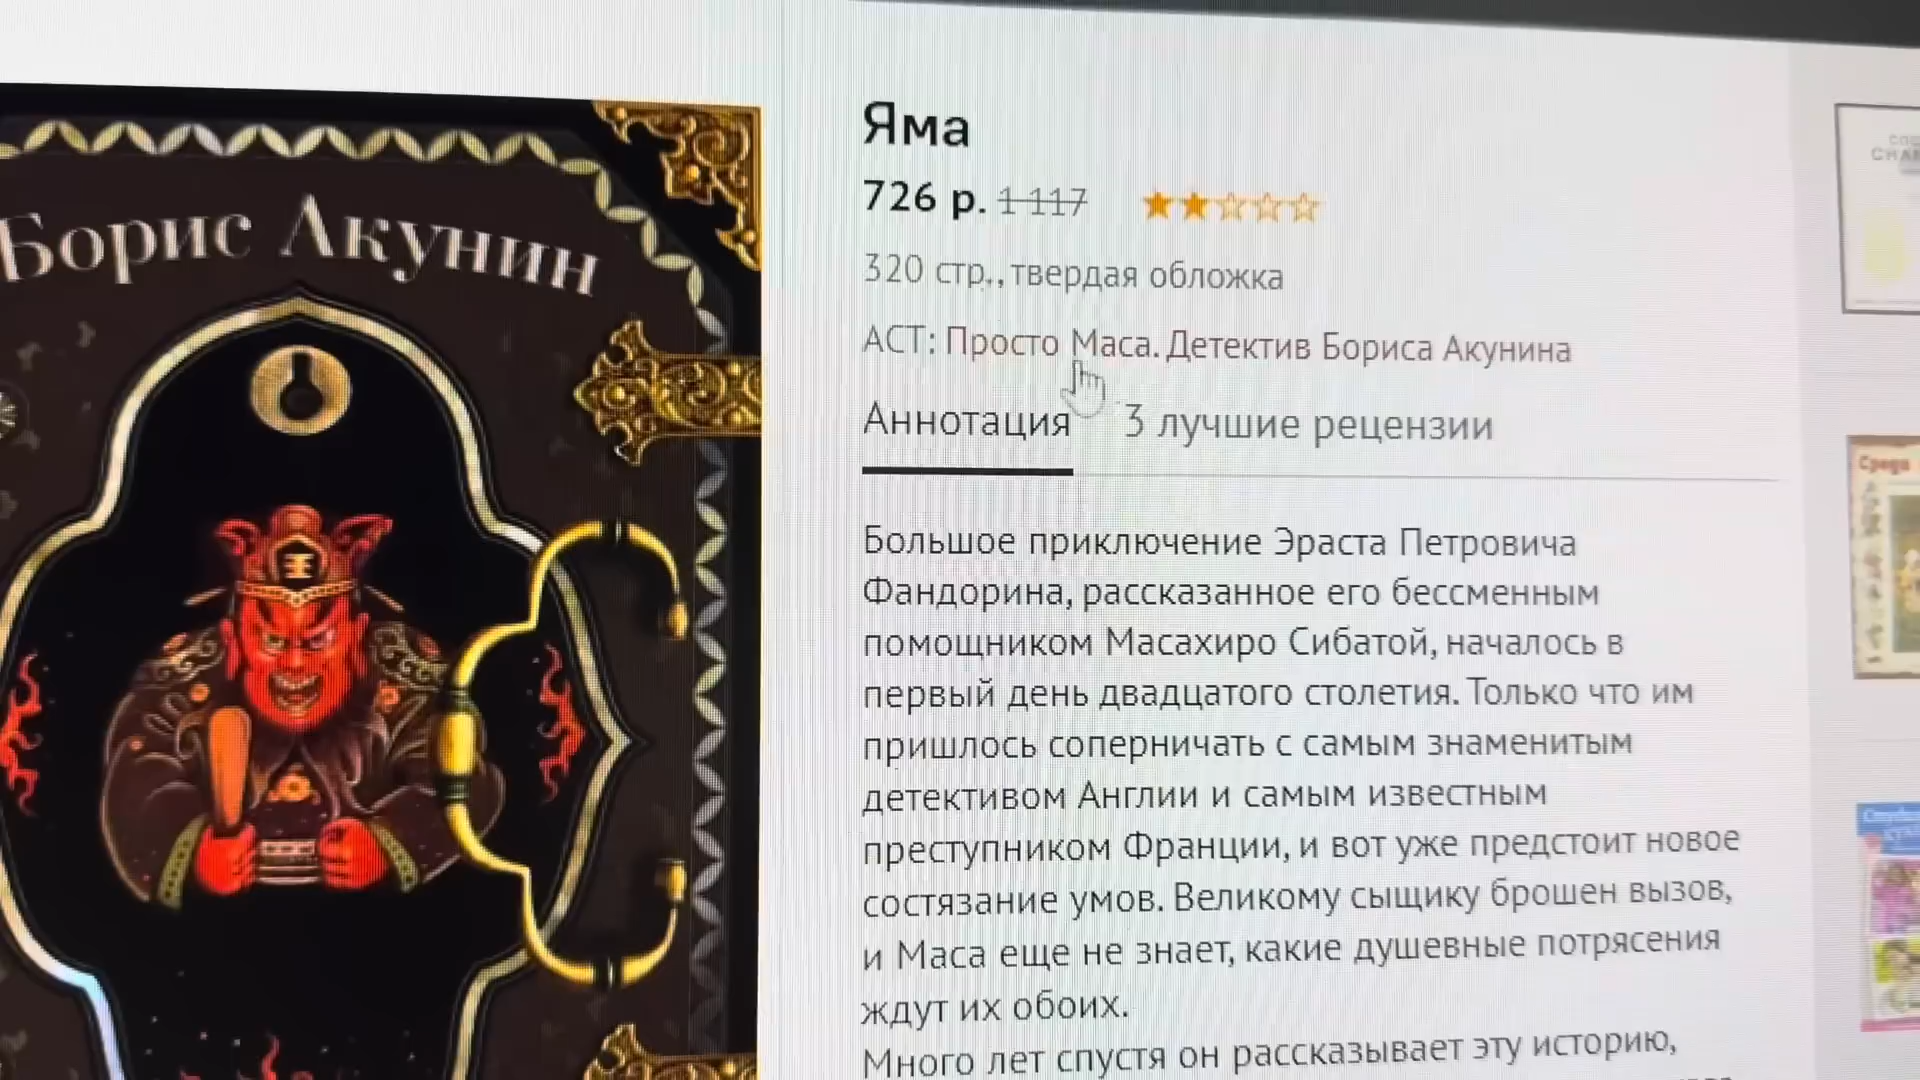 Борис Акунин
Яма
726 р. 1 117
320 стр., твердая обложка
АСТ: Просто Маса. Детектив Бориса Акунина
Аннотация 3 лучшие рецензии
Большое приключение Эраста Петровича
Фандорина, рассказанное его бессменным
помощником Масахиро Сибатой, началось в
первый день двадцатого столетия. Только что им
пришлось соперничать с самым знаменитым
детективом Англии и самым известным
преступником Франции, и вот уже предстоит новое
состязание умов. Великому сыщику брошен вызов,
и Маса еще не знает, какие душевные потрясения
ждут их обоих.
Много лет спустя он рассказывает эту историю,